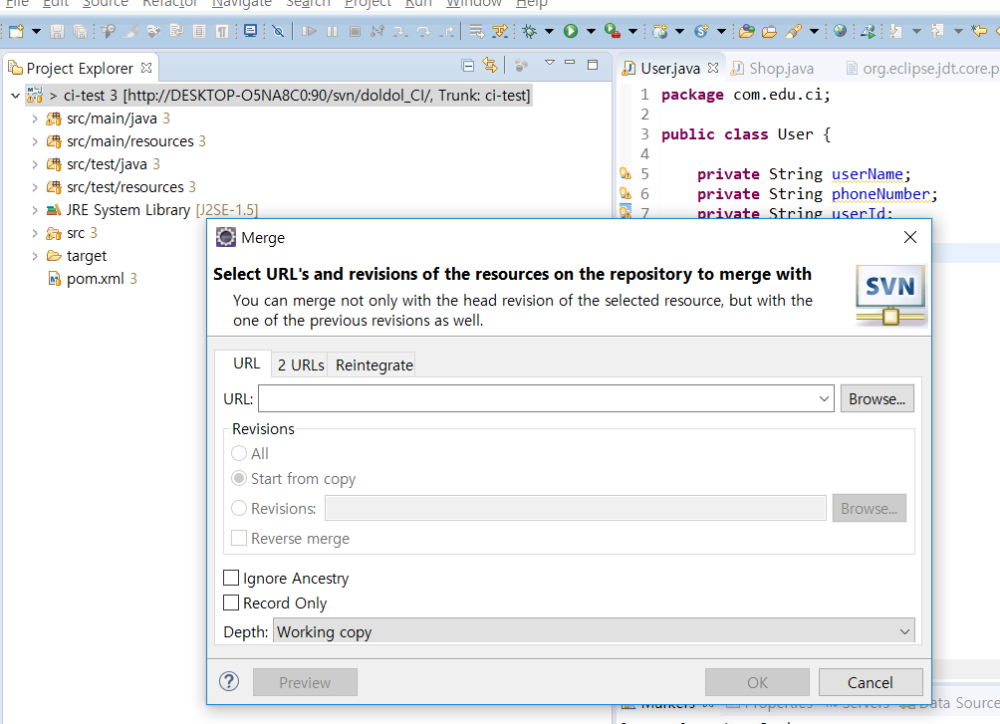 File Edit Source Refactor Navigate Search Project Run Window Help
Project Explorer
ci-test 3 [http://DESKTOP-O5NA8C0:90/svn/doldol_CI/, Trunk: ci-test]
src/main/java 3
src/main/resources 3
src/test/java 3
src/test/resources 3
JRE System Library [J2SE-1.5]
src 3
target
pom.xml 3
User.java
Shop.java
org.eclipse.jdt.core.p
1 package com.edu.ci;
2
3 public class User {
4
5 private String userName;
6 private String phoneNumber;
7 private String userId;
Merge
Select URL's and revisions of the resources on the repository to merge with
You can merge not only with the head revision of the selected resource, but with the
one of the previous revisions as well.
SVN
URL 2 URLs Reintegrate
URL: Browse...
Revisions
All
Start from copy
Revisions: Browse...
Reverse merge
Ignore Ancestry
Record Only
Depth: Working copy
? Preview OK Cancel
Markers Properties Servers Data Source